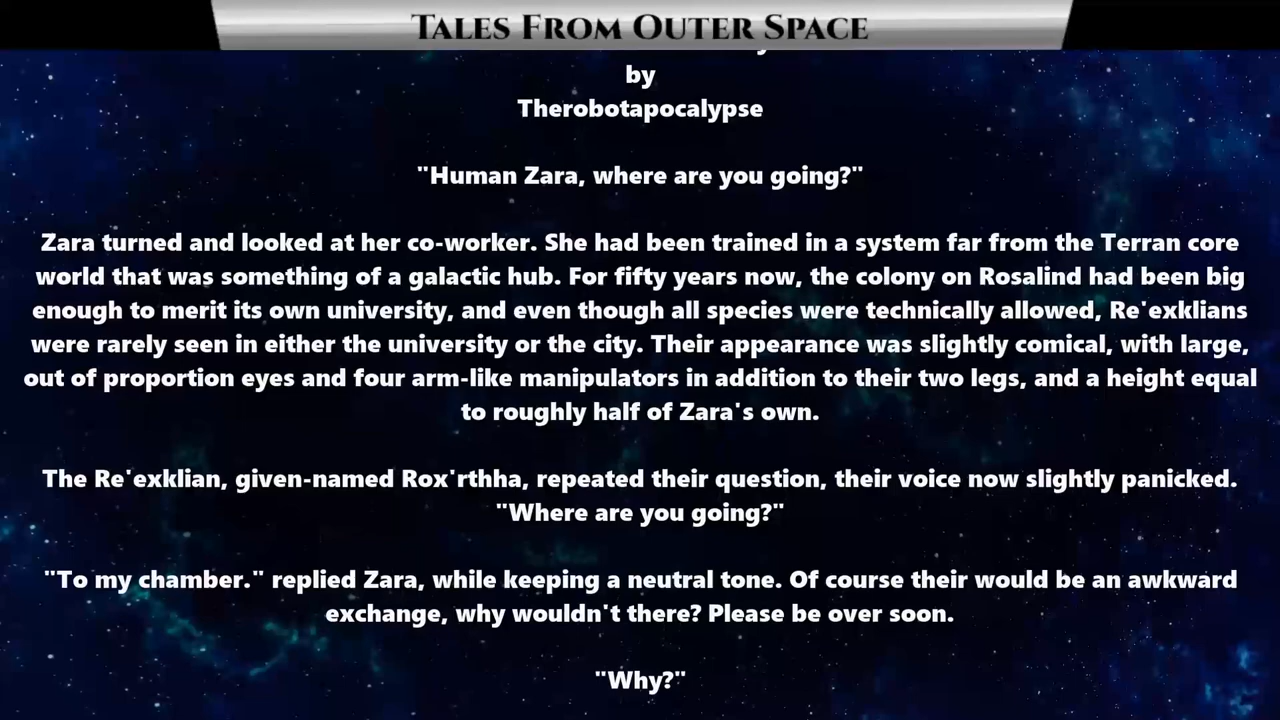 Tales From Outer Space
by
Therobotapocalypse
"Human Zara, where are you going?"
Zara turned and looked at her co-worker. She had been trained in a system far from the Terran core
world that was something of a galactic hub. For fifty years now, the colony on Rosalind had been big
enough to merit its own university, and even though all species were technically allowed, Re'exklians
were rarely seen in either the university or the city. Their appearance was slightly comical, with large,
out of proportion eyes and four arm-like manipulators in addition to their two legs, and a height equal
to roughly half of Zara's own.
The Re'exklian, given-named Rox'rthha, repeated their question, their voice now slightly panicked.
"Where are you going?"
"To my chamber." replied Zara, while keeping a neutral tone. Of course their would be an awkward
exchange, why wouldn't there? Please be over soon.
"Why?"